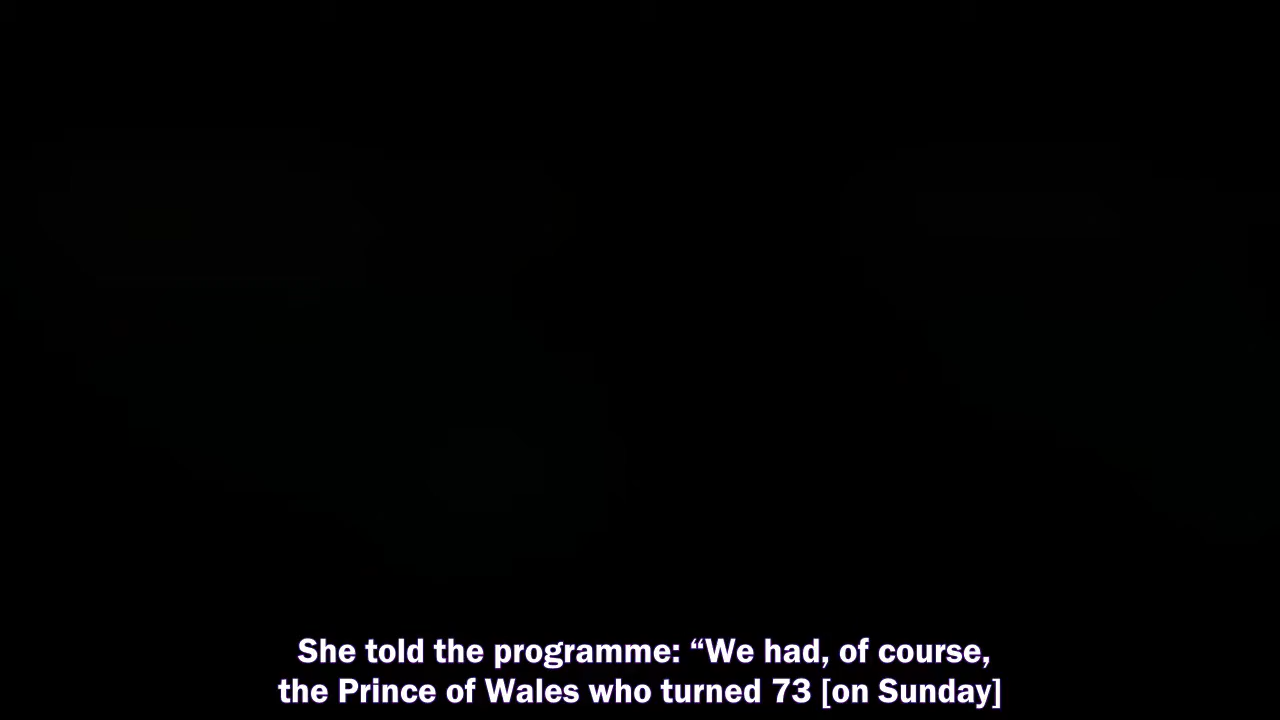 She told the programme: “We had, of course,
the Prince of Wales who turned 73 [on Sunday]